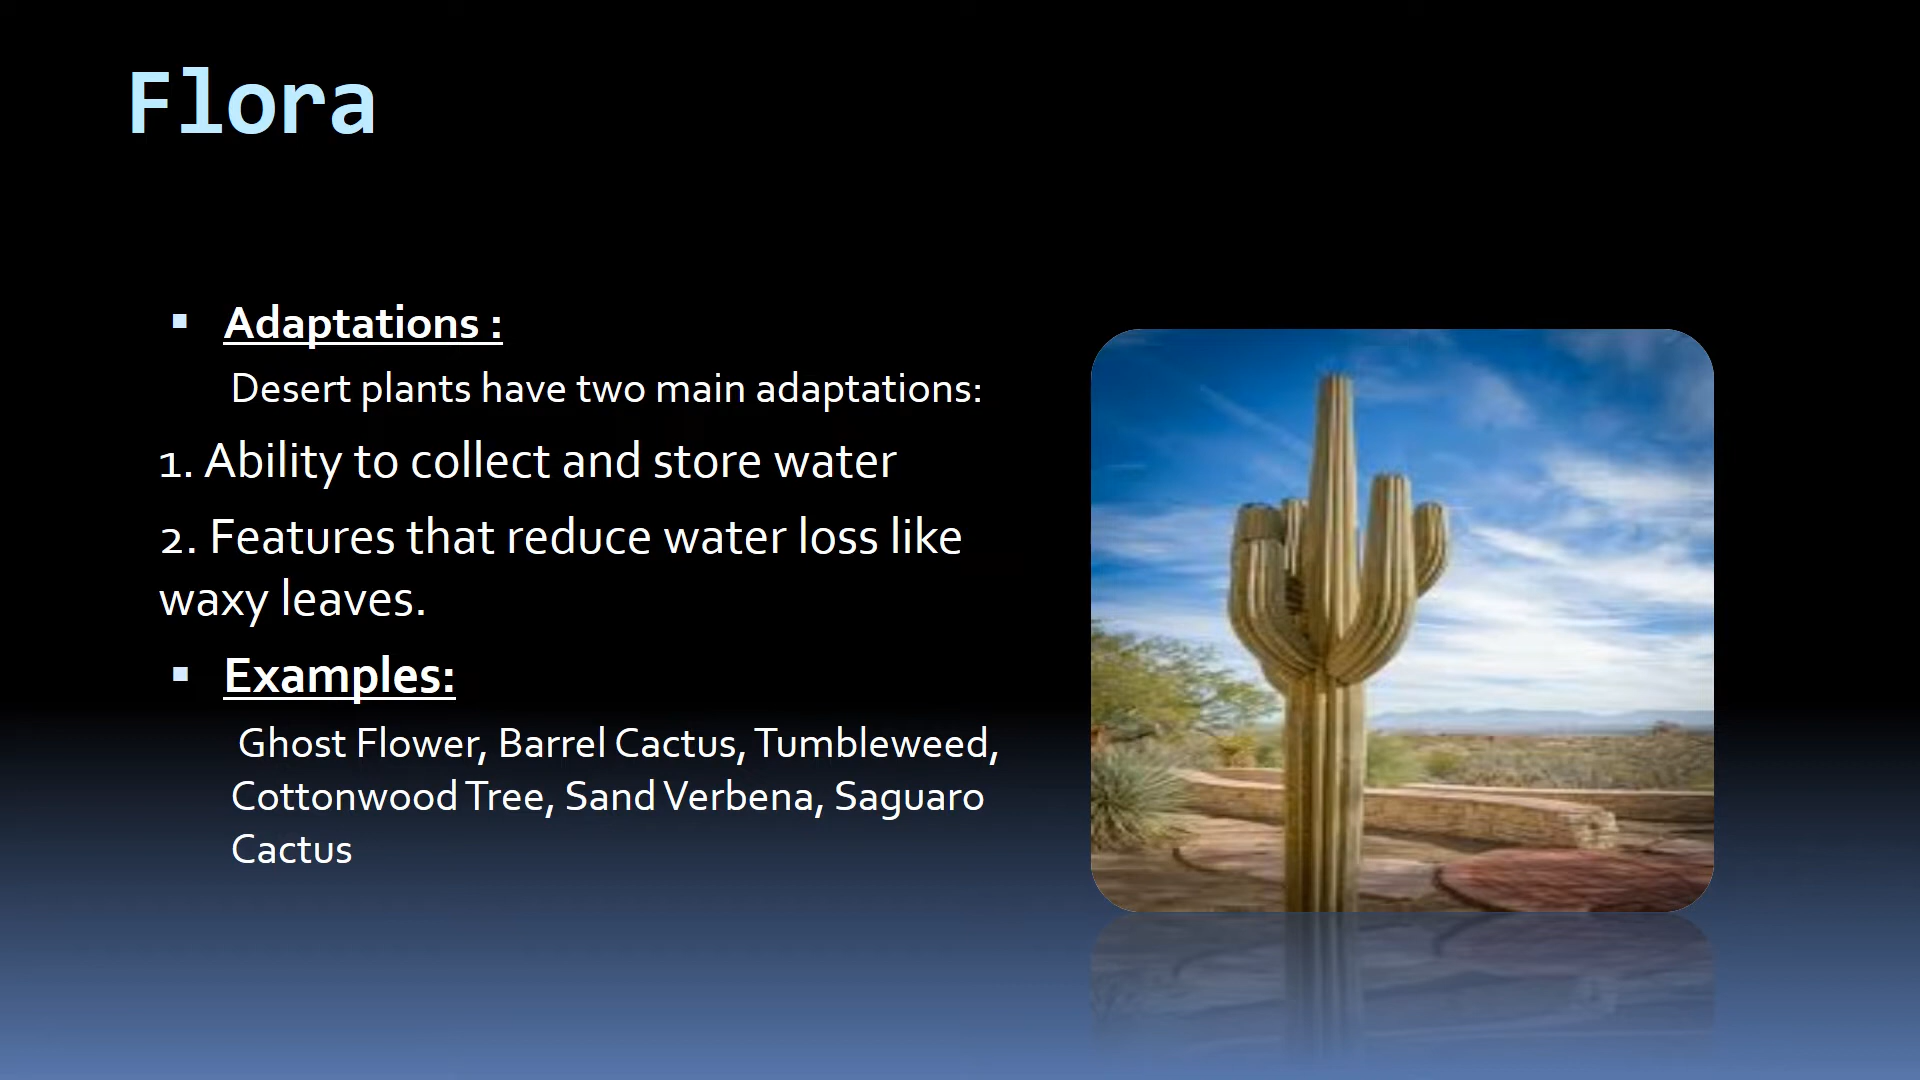 Flora
▪ Adaptations :
Desert plants have two main adaptations:
1. Ability to collect and store water
2. Features that reduce water loss like
waxy leaves.
▪ Examples:
Ghost Flower, Barrel Cactus, Tumbleweed,
Cottonwood Tree, Sand Verbena, Saguaro
Cactus